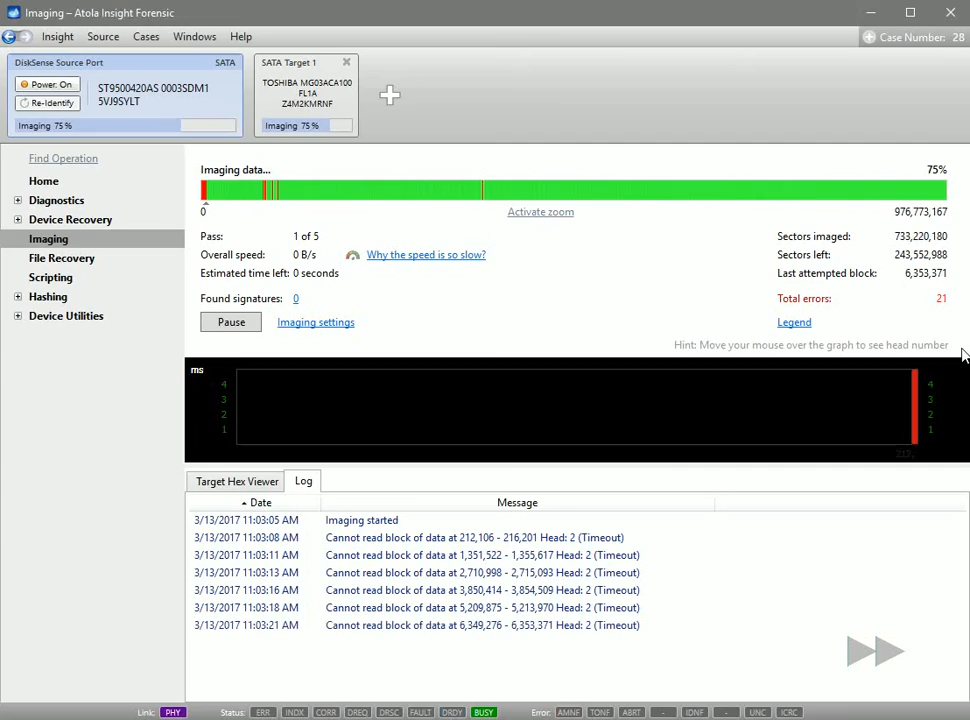 Imaging – Atola Insight Forensic
Insight Source Cases Windows Help
Case Number: 28
DiskSense Source Port SATA
Power: On
Re-Identify
ST9500420AS 0003SDM1
5VJ9SYLT
Imaging 75 %
SATA Target 1
TOSHIBA MG03ACA100
FL1A
Z4M2KMRNF
Imaging 75 %
Find Operation
Home
Diagnostics
Device Recovery
Imaging
File Recovery
Scripting
Hashing
Device Utilities
Imaging data... 75%
0 Activate zoom 976,773,167
Pass: 1 of 5
Overall speed: 0 B/s Why the speed is so slow?
Estimated time left: 0 seconds
Found signatures: 0
Pause Imaging settings
Sectors imaged: 733,220,180
Sectors left: 243,552,988
Last attempted block: 6,353,371
Total errors: 21
Legend
Hint: Move your mouse over the graph to see head number
ms
4 4
3 3
2 2
1 1
Target Hex Viewer Log
Date Message
3/13/2017 11:03:05 AM Imaging started
3/13/2017 11:03:08 AM Cannot read block of data at 212,106 - 216,201 Head: 2 (Timeout)
3/13/2017 11:03:11 AM Cannot read block of data at 1,351,522 - 1,355,617 Head: 2 (Timeout)
3/13/2017 11:03:13 AM Cannot read block of data at 2,710,998 - 2,715,093 Head: 2 (Timeout)
3/13/2017 11:03:16 AM Cannot read block of data at 3,850,414 - 3,854,509 Head: 2 (Timeout)
3/13/2017 11:03:18 AM Cannot read block of data at 5,209,875 - 5,213,970 Head: 2 (Timeout)
3/13/2017 11:03:21 AM Cannot read block of data at 6,349,276 - 6,353,371 Head: 2 (Timeout)
Link: PHY Status: ERR INDX CORR DREQ DRSC FAULT DRDY BUSY Error: AMNF TONF ABRT - IDNF - UNC ICRC